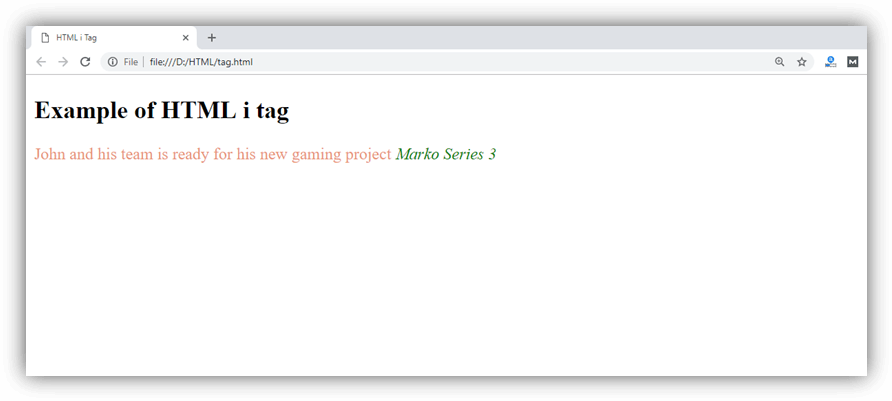 HTML i Tag
File file:///D:/HTML/tag.html
Example of HTML i tag
John and his team is ready for his new gaming project Marko Series 3